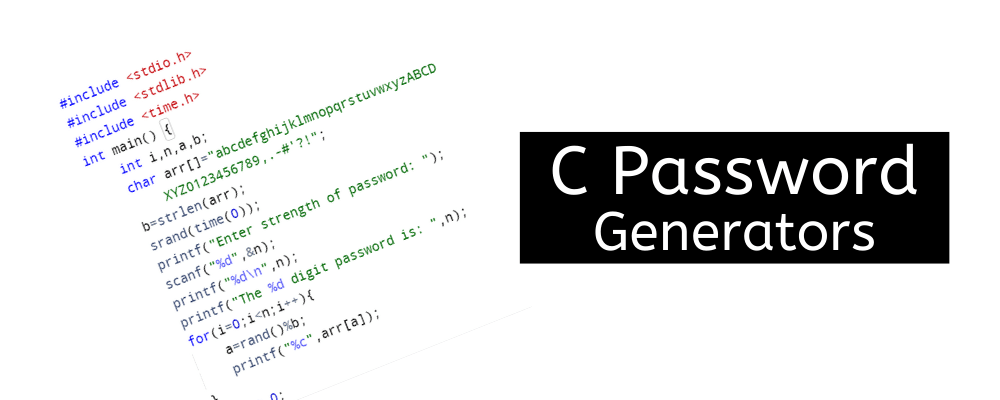 #include <stdio.h>
#include <stdlib.h>
#include <time.h>
int main() {
int i,n,a,b;
char arr[]="abcdefghijklmnopqrstuvwxyzABCD
XYZ0123456789,.-#'?!";
b=strlen(arr);
srand(time(0));
printf("Enter strength of password: ");
scanf("%d",&n);
printf("%d\n",n);
printf("The %d digit password is: ",n);
for(i=0;i<n;i++){
a=rand()%b;
printf("%c",arr[a]);
}
0;
C Password
Generators